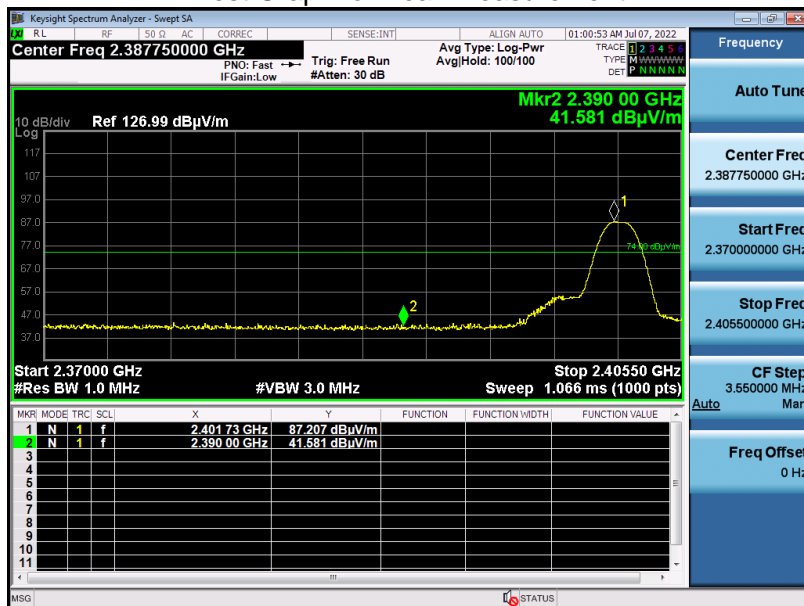 Keysight Spectrum Analyzer - Swept SA
LXI RL RF 50 Ω AC CORREC SENSE:INT ALIGN AUTO 01:00:53 AM Jul 07, 2022
Center Freq 2.387750000 GHz
PNO: Fast
IFGain:Low
Trig: Free Run
#Atten: 30 dB
Avg Type: Log-Pwr
Avg|Hold: 100/100
TRACE 1 2 3 4 5 6
TYPE M WWWWW
DET P N N N N N
Mkr2 2.390 00 GHz
41.581 dBµV/m
10 dB/div Ref 126.99 dBµV/m
Log
117
107
97.0
87.0
77.0
67.0
57.0
47.0
37.0
1
74.00 dBµV/m
2
Start 2.37000 GHz Stop 2.40550 GHz
#Res BW 1.0 MHz #VBW 3.0 MHz Sweep 1.066 ms (1000 pts)
MKR MODE TRC SCL X Y FUNCTION FUNCTION WIDTH FUNCTION VALUE
1 N 1 f 2.401 73 GHz 87.207 dBµV/m
2 N 1 f 2.390 00 GHz 41.581 dBµV/m
3
4
5
6
7
8
9
10
11
MSG STATUS
Frequency
Auto Tune
Center Freq
2.387750000 GHz
Start Freq
2.370000000 GHz
Stop Freq
2.405500000 GHz
CF Step
3.550000 MHz
Auto Man
Freq Offset
0 Hz